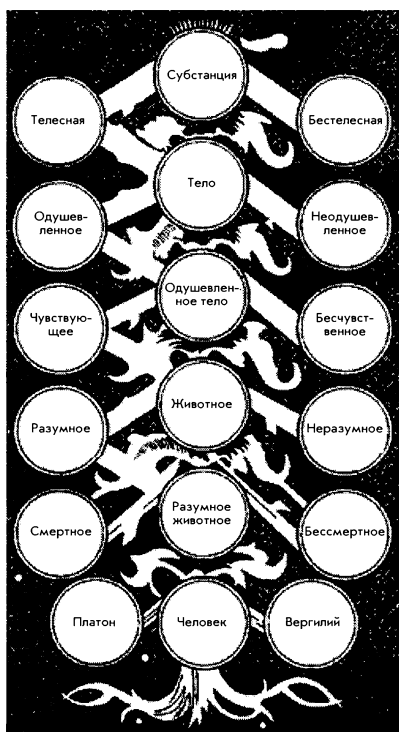 Субстанция
Телесная
Бестелесная
Тело
Одушев-
ленное
Неодушев-
ленное
Одушевлен-
ное тело
Чувствую-
щее
Бесчувст-
венное
Животное
Разумное
Неразумное
Разумное
животное
Смертное
Бессмертное
Платон
Человек
Вергилий